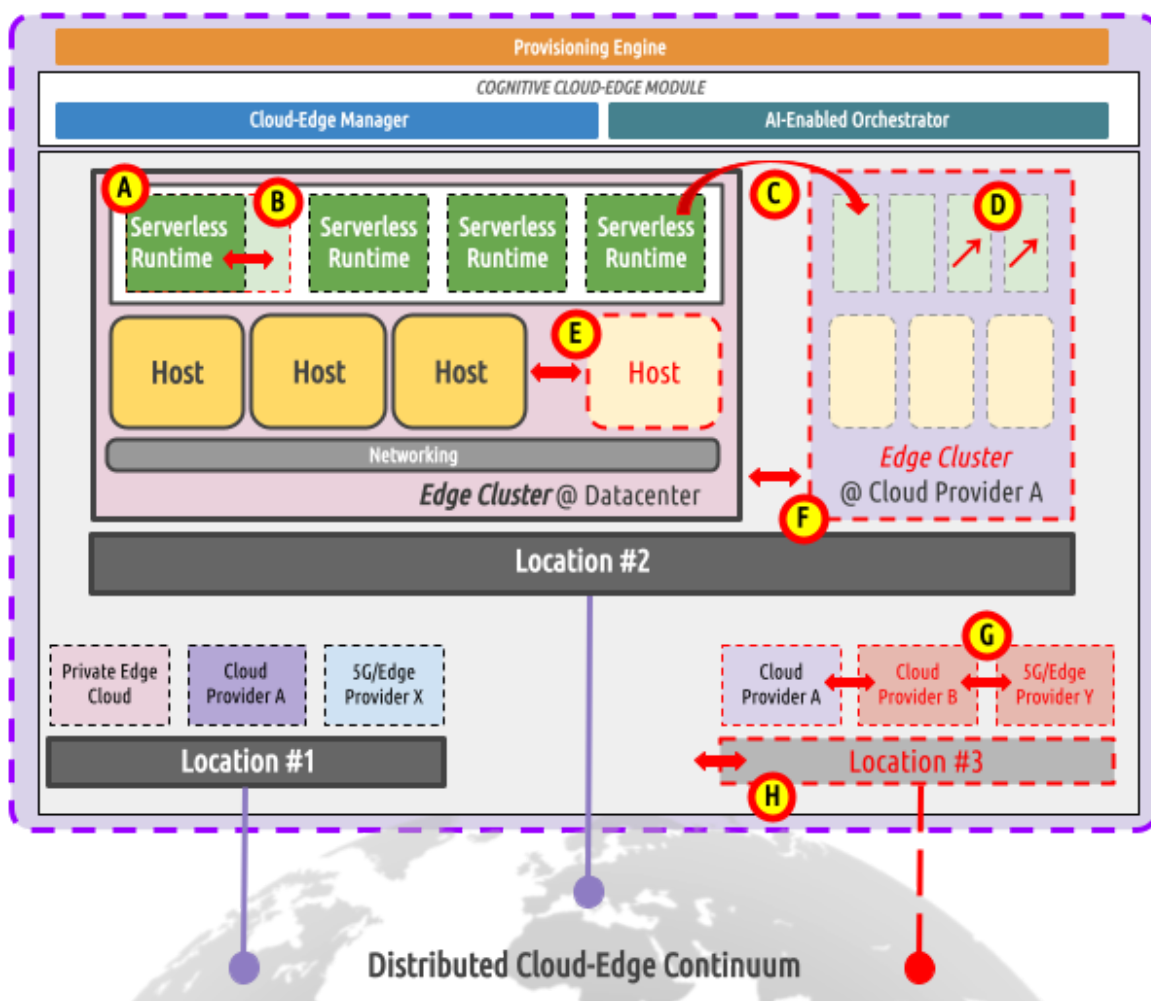 Provisioning Engine
COGNITIVE CLOUD-EDGE MODULE
Cloud-Edge Manager
AI-Enabled Orchestrator
A
B
C
D
Serverless
Runtime
Serverless
Runtime
Serverless
Runtime
Serverless
Runtime
E
Host
Host
Host
Host
Networking
Edge Cluster @ Datacenter
Edge Cluster
@ Cloud Provider A
F
Location #2
G
Private Edge
Cloud
Cloud
Provider A
5G/Edge
Provider X
Cloud
Provider A
Cloud
Provider B
5G/Edge
Provider Y
Location #1
Location #3
H
Distributed Cloud-Edge Continuum